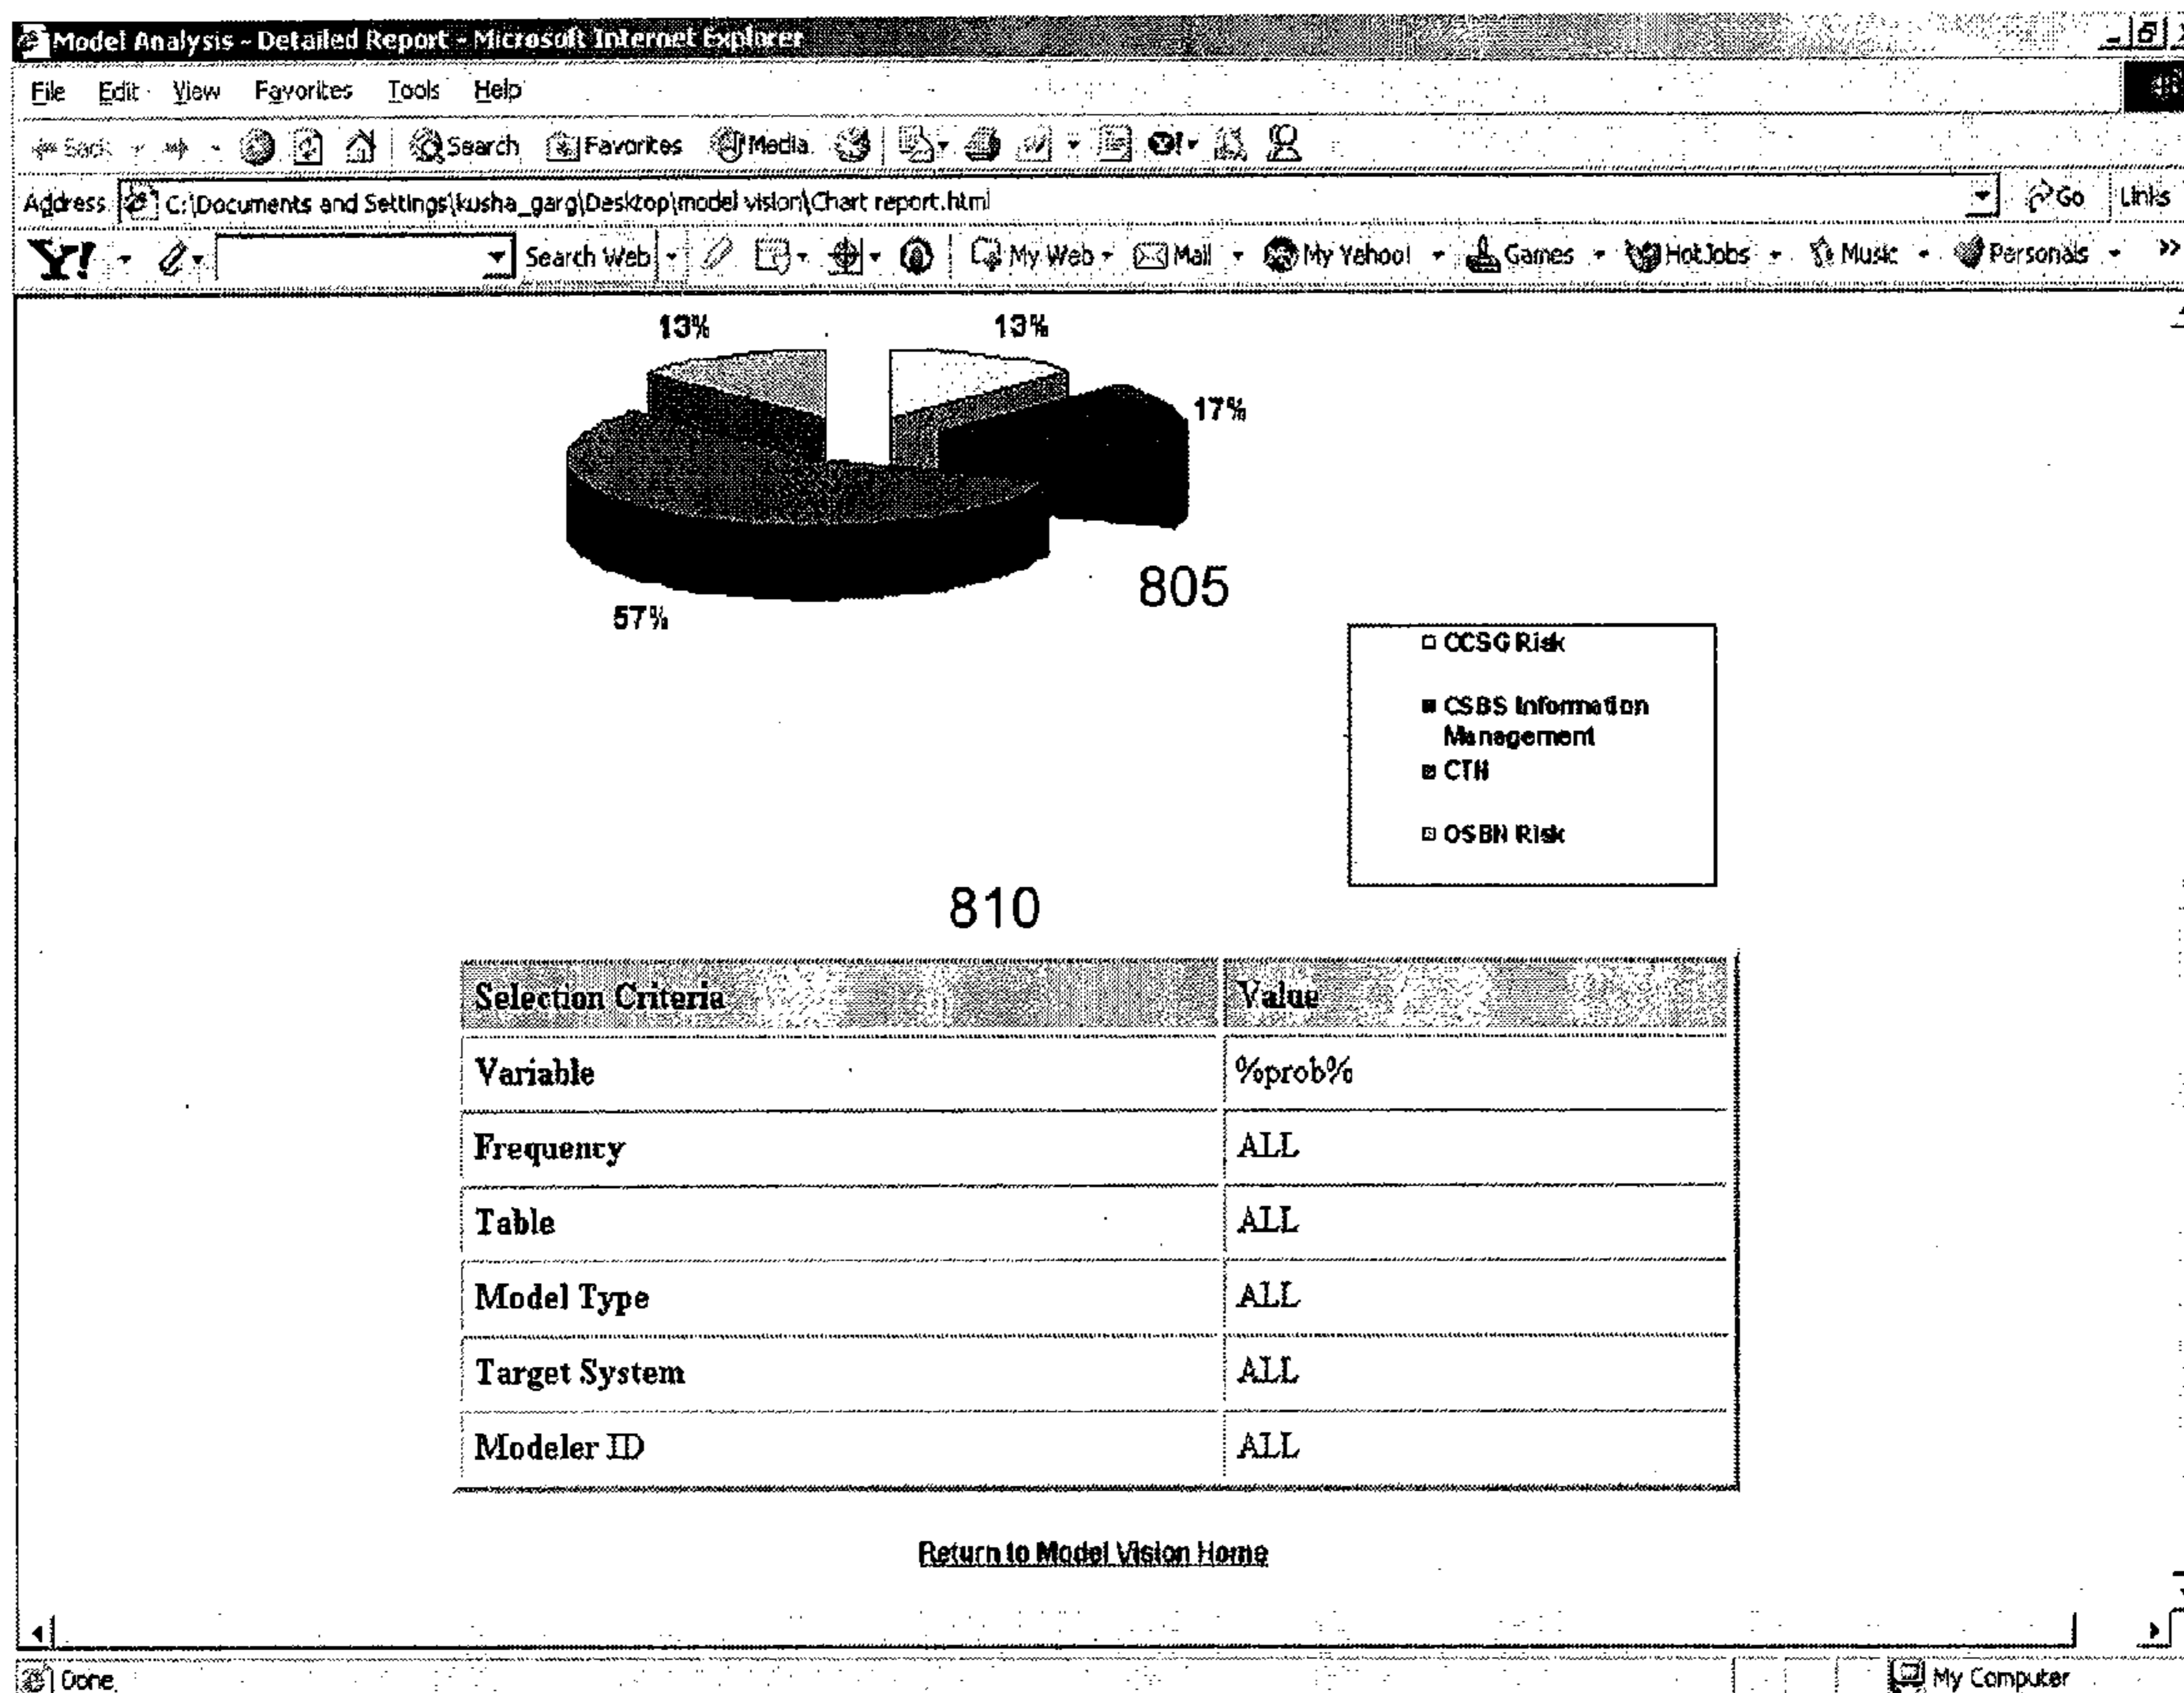 Model Analysis - Detailed Report - Microsoft Internet Explorer
File Edit View Favorites Tools Help
Back Search Favorites Media
Address C:\Documents and Settings\kusha_garg\Desktop\model vision\Chart report.html Go Links
Y! Search Web My Web Mail My Yahoo! Games HotJobs Music Personals »
13% 13%
17%
57%
805
CCSG Risk
CSBS Information
Management
OSBN Risk
810
Selection Criteria Value
Variable %prob%
Frequency ALL
Table ALL
Model Type ALL
Target System ALL
Modeler ID ALL
Return to Model Vision Home
Done My Computer